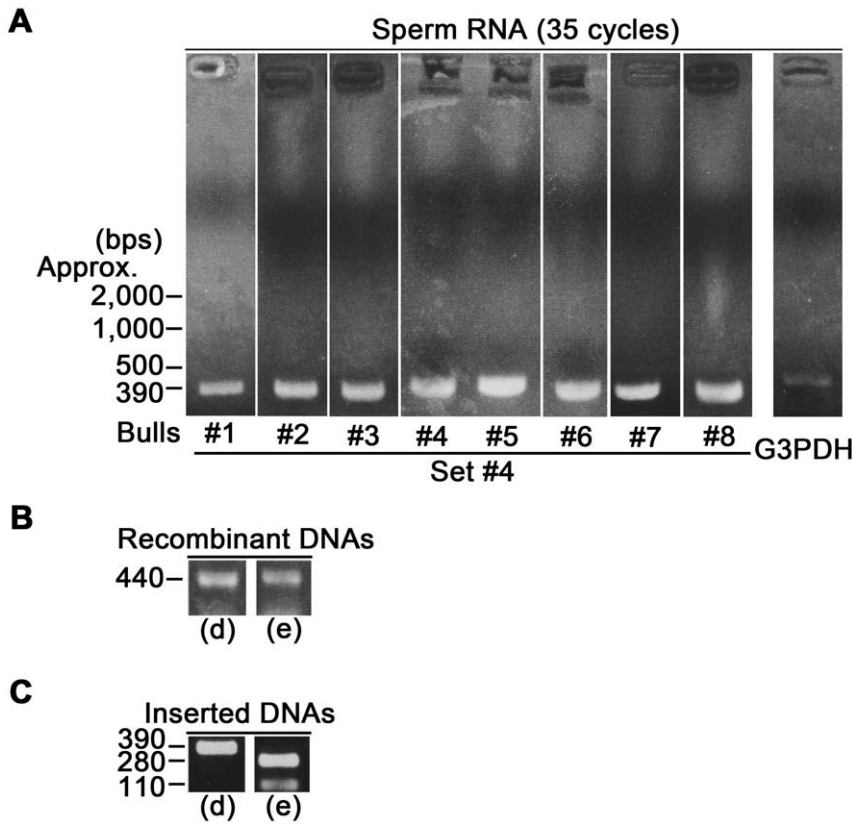 A
Sperm RNA (35 cycles)
(bps)
Approx.
2,000
1,000
500
390
Bulls #1 #2 #3 #4 #5 #6 #7 #8 G3PDH
Set #4
B
Recombinant DNAs
440
(d) (e)
C
Inserted DNAs
390
280
110
(d) (e)